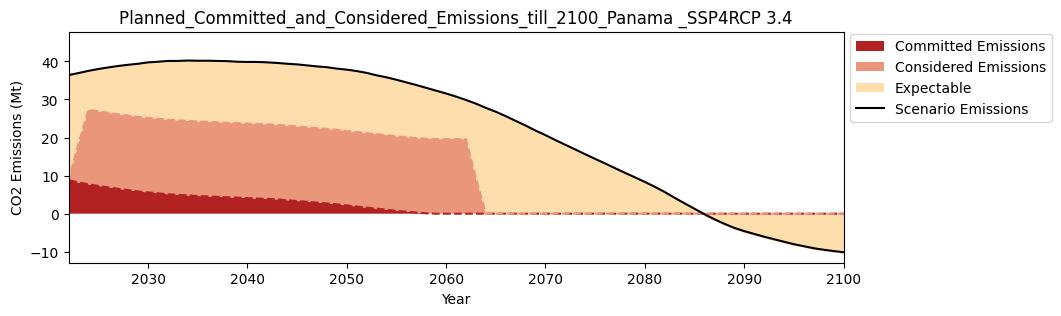 Planned_Committed_and_Considered_Emissions_till_2100_Panama _SSP4RCP 3.4
CO2 Emissions (Mt)
40
30
20
10
0
−10
2030
2040
2050
2060
2070
2080
2090
2100
Year
Committed Emissions
Considered Emissions
Expectable
Scenario Emissions